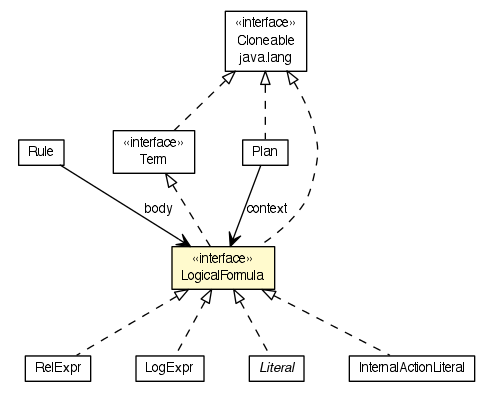 «interface»
Cloneable
java.lang
«interface»
Term
Rule
Plan
body
context
«interface»
LogicalFormula
RelExpr
LogExpr
Literal
InternalActionLiteral